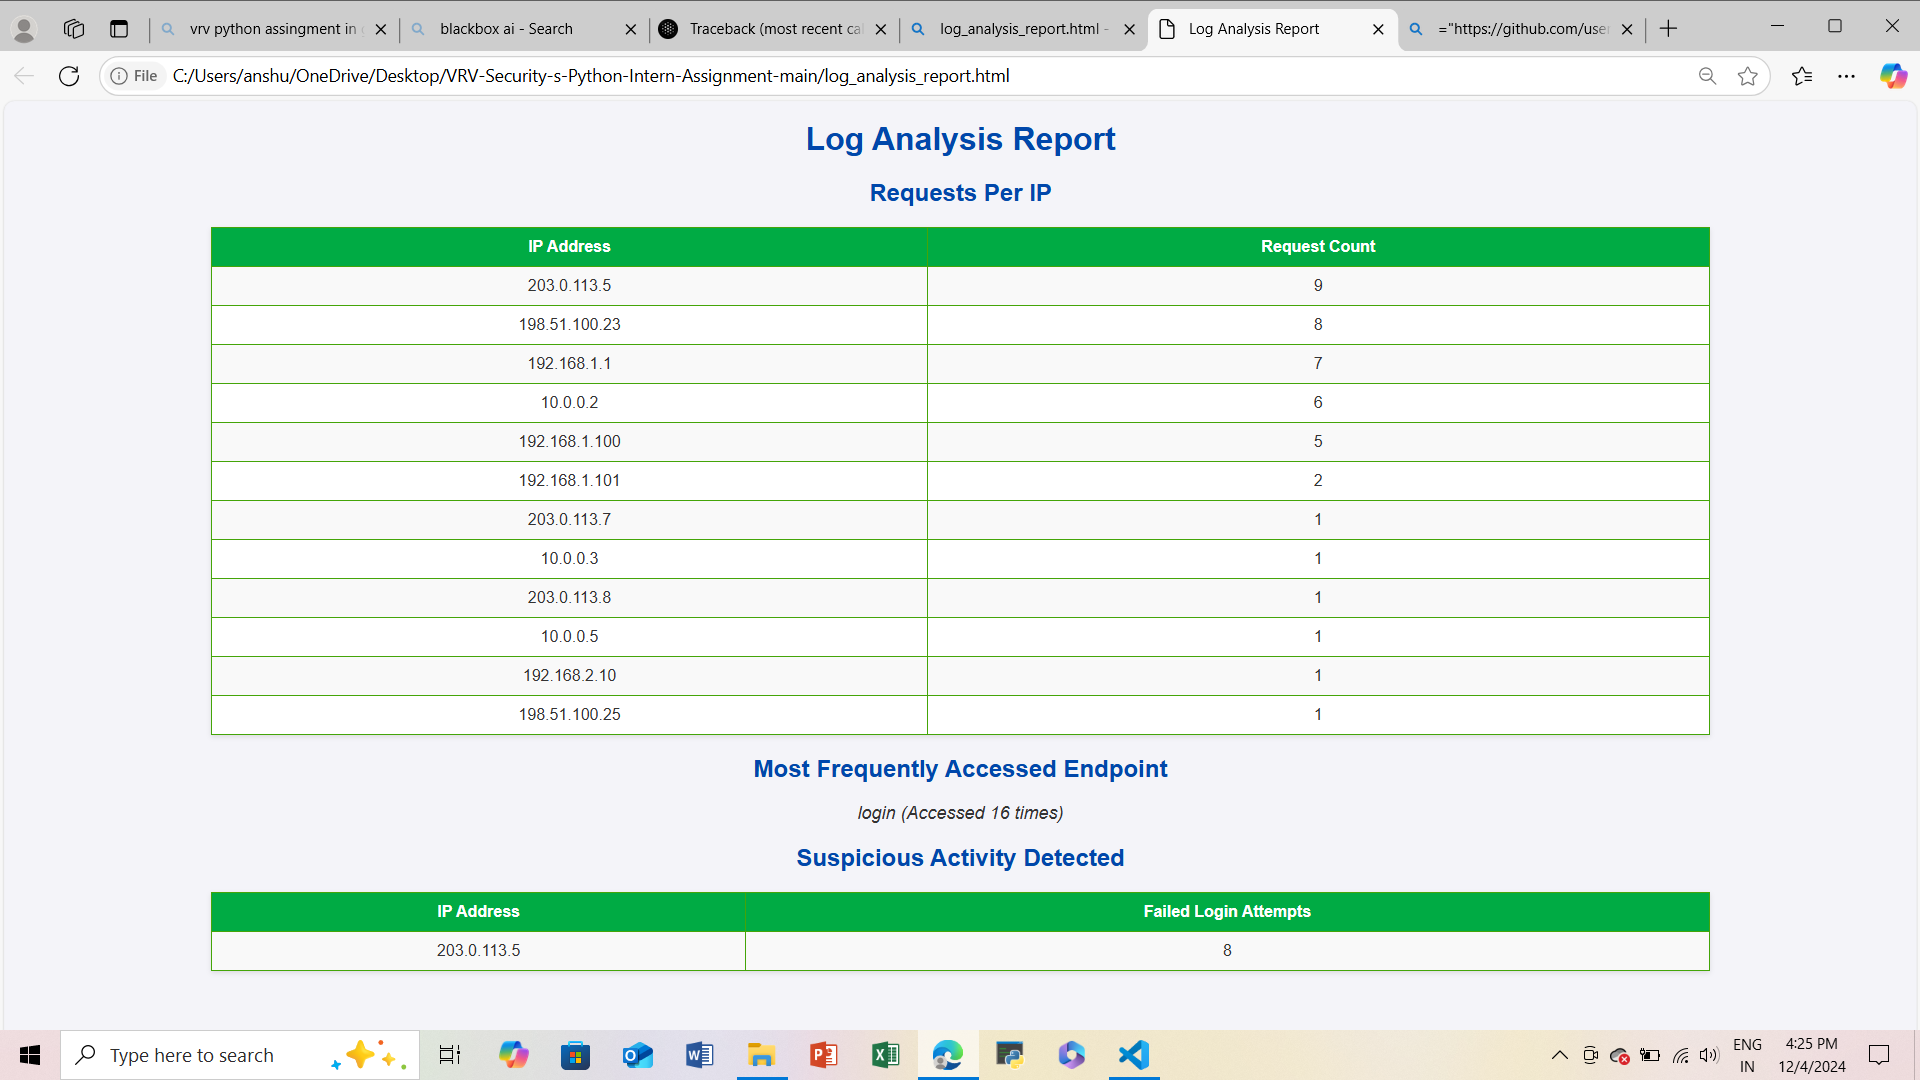 vrv python assingment in
blackbox ai - Search
Traceback (most recent cal
log_analysis_report.html -
Log Analysis Report
="https://github.com/user
File
C:/Users/anshu/OneDrive/Desktop/VRV-Security-s-Python-Intern-Assignment-main/log_analysis_report.html
Log Analysis Report
Requests Per IP
IP Address Request Count
203.0.113.5 9
198.51.100.23 8
192.168.1.1 7
10.0.0.2 6
192.168.1.100 5
192.168.1.101 2
203.0.113.7 1
10.0.0.3 1
203.0.113.8 1
10.0.0.5 1
192.168.2.10 1
198.51.100.25 1
Most Frequently Accessed Endpoint
login (Accessed 16 times)
Suspicious Activity Detected
IP Address Failed Login Attempts
203.0.113.5 8
Type here to search
ENG
IN
4:25 PM
12/4/2024